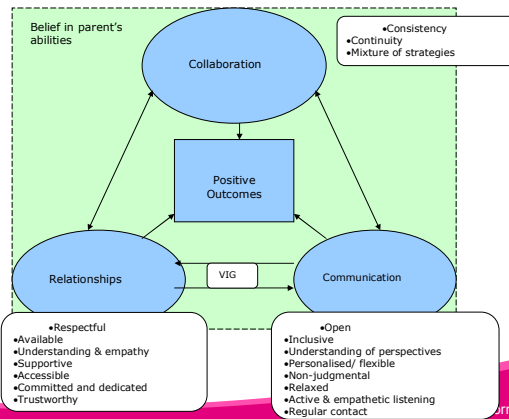 Belief in parent's
abilities
Collaboration
•Consistency
•Continuity
•Mixture of strategies
Positive
Outcomes
Relationships
VIG
Communication
•Respectful
•Available
•Understanding & empathy
•Supportive
•Accessible
•Committed and dedicated
•Trustworthy
•Open
•Inclusive
•Understanding of perspectives
•Personalised/ flexible
•Non-judgmental
•Relaxed
•Active & empathetic listening
•Regular contact